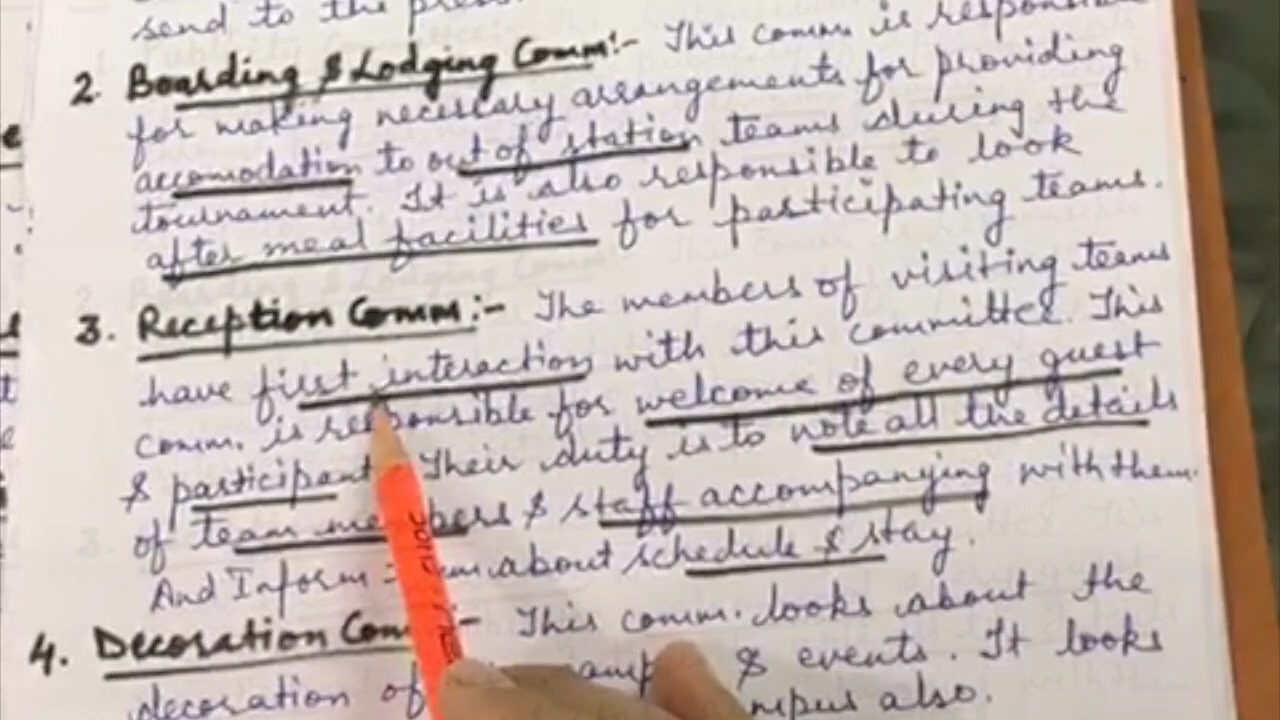 send to the press
2. Boarding & Lodging Comm:- This comm is responsible
for making necessary arrangements for providing
accomodation to out of station teams during the
tournament. It is also responsible to look
after meal facilities for participating teams.
3. Reception Comm:- The members of visiting teams
have first interaction with this committee. This
comm. is responsible for welcome of every guest
& participant Their duty is to note all the details
of team members & staff accompanying with them.
And Inform about schedule & stay.
4. Decoration Comm:- This comm. looks about the
decoration of & events. It looks
also.